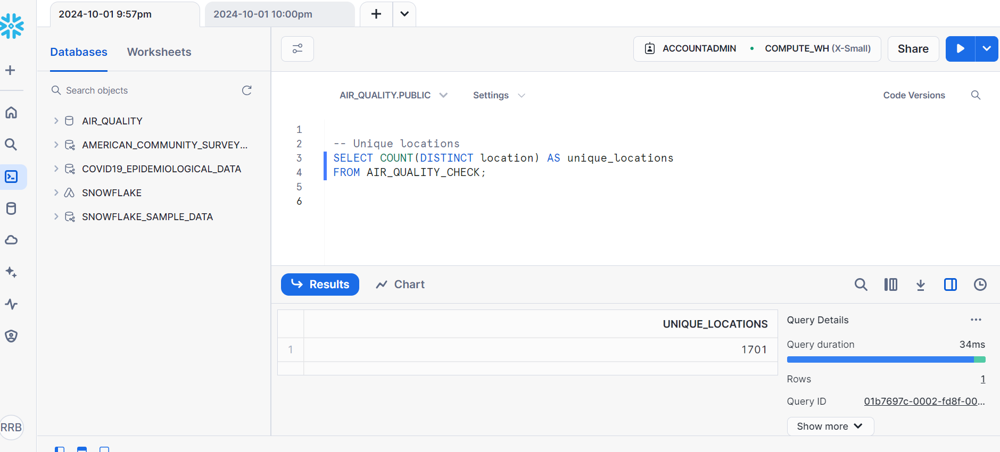 2024-10-01 9:57pm
2024-10-01 10:00pm
Databases
Worksheets
Search objects
AIR_QUALITY
AMERICAN_COMMUNITY_SURVEY...
COVID19_EPIDEMIOLOGICAL_DATA
SNOWFLAKE
SNOWFLAKE_SAMPLE_DATA
RRB
ACCOUNTADMIN
COMPUTE_WH (X-Small)
Share
AIR_QUALITY.PUBLIC
Settings
Code Versions
1
2 -- Unique locations
3 SELECT COUNT(DISTINCT location) AS unique_locations
4 FROM AIR_QUALITY_CHECK;
5
6
Results
Chart
UNIQUE_LOCATIONS
1 1701
Query Details
Query duration 34ms
Rows 1
Query ID 01b7697c-0002-fd8f-00...
Show more